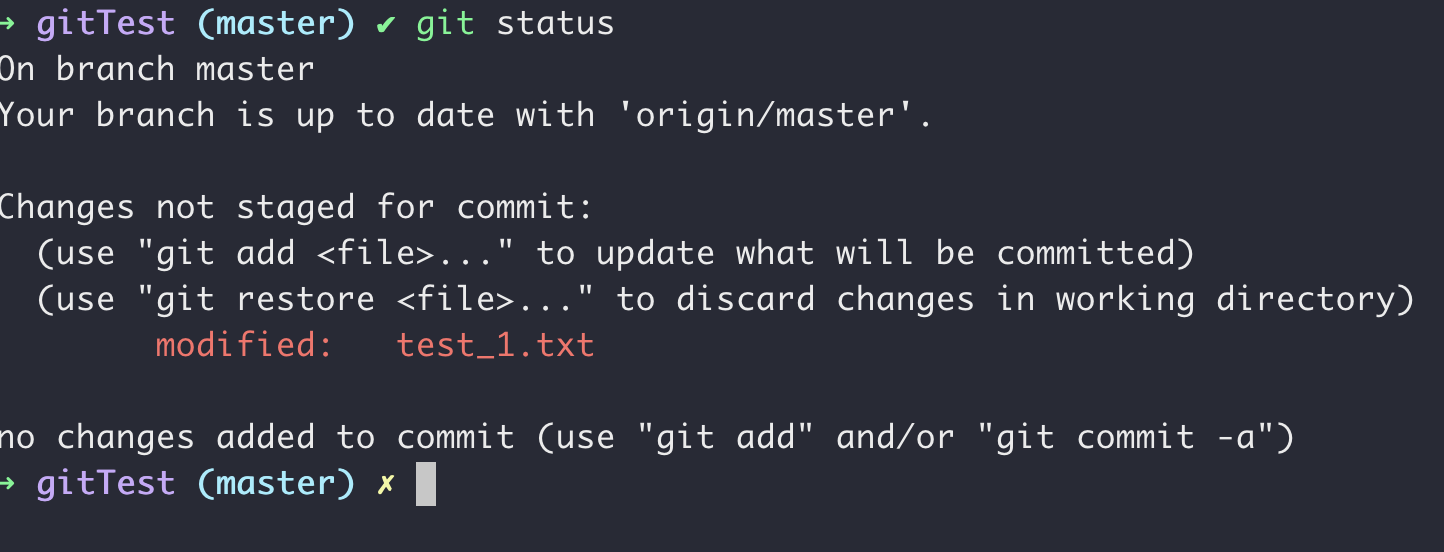 → gitTest (master) ✔ git status
On branch master
Your branch is up to date with 'origin/master'.
Changes not staged for commit:
  (use "git add <file>..." to update what will be committed)
  (use "git restore <file>..." to discard changes in working directory)
        modified:   test_1.txt
no changes added to commit (use "git add" and/or "git commit -a")
→ gitTest (master) ✗